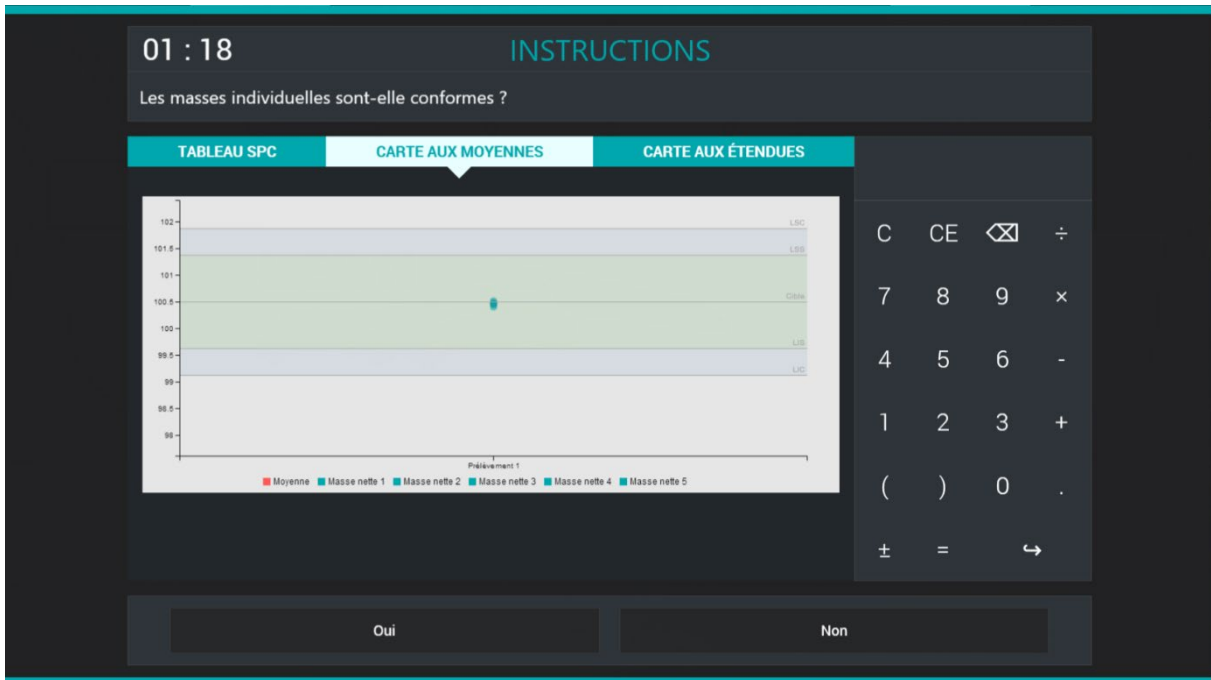 01 : 18
INSTRUCTIONS
Les masses individuelles sont-elle conformes ?
TABLEAU SPC
CARTE AUX MOYENNES
CARTE AUX ÉTENDUES
102
101.5
101
100.5
100
99.5
99
98.5
98
LSC
LSS
Cible
LIS
LIC
Prélèvement 1
Moyenne Masse nette 1 Masse nette 2 Masse nette 3 Masse nette 4 Masse nette 5
C CE ÷
7 8 9 ×
4 5 6 -
1 2 3 +
( ) 0 .
± =
Oui
Non